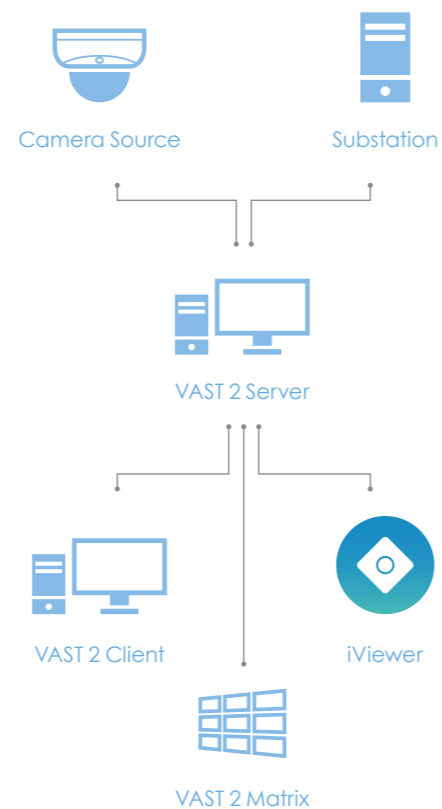 Camera Source
Substation
VAST 2 Server
VAST 2 Client
iViewer
VAST 2 Matrix